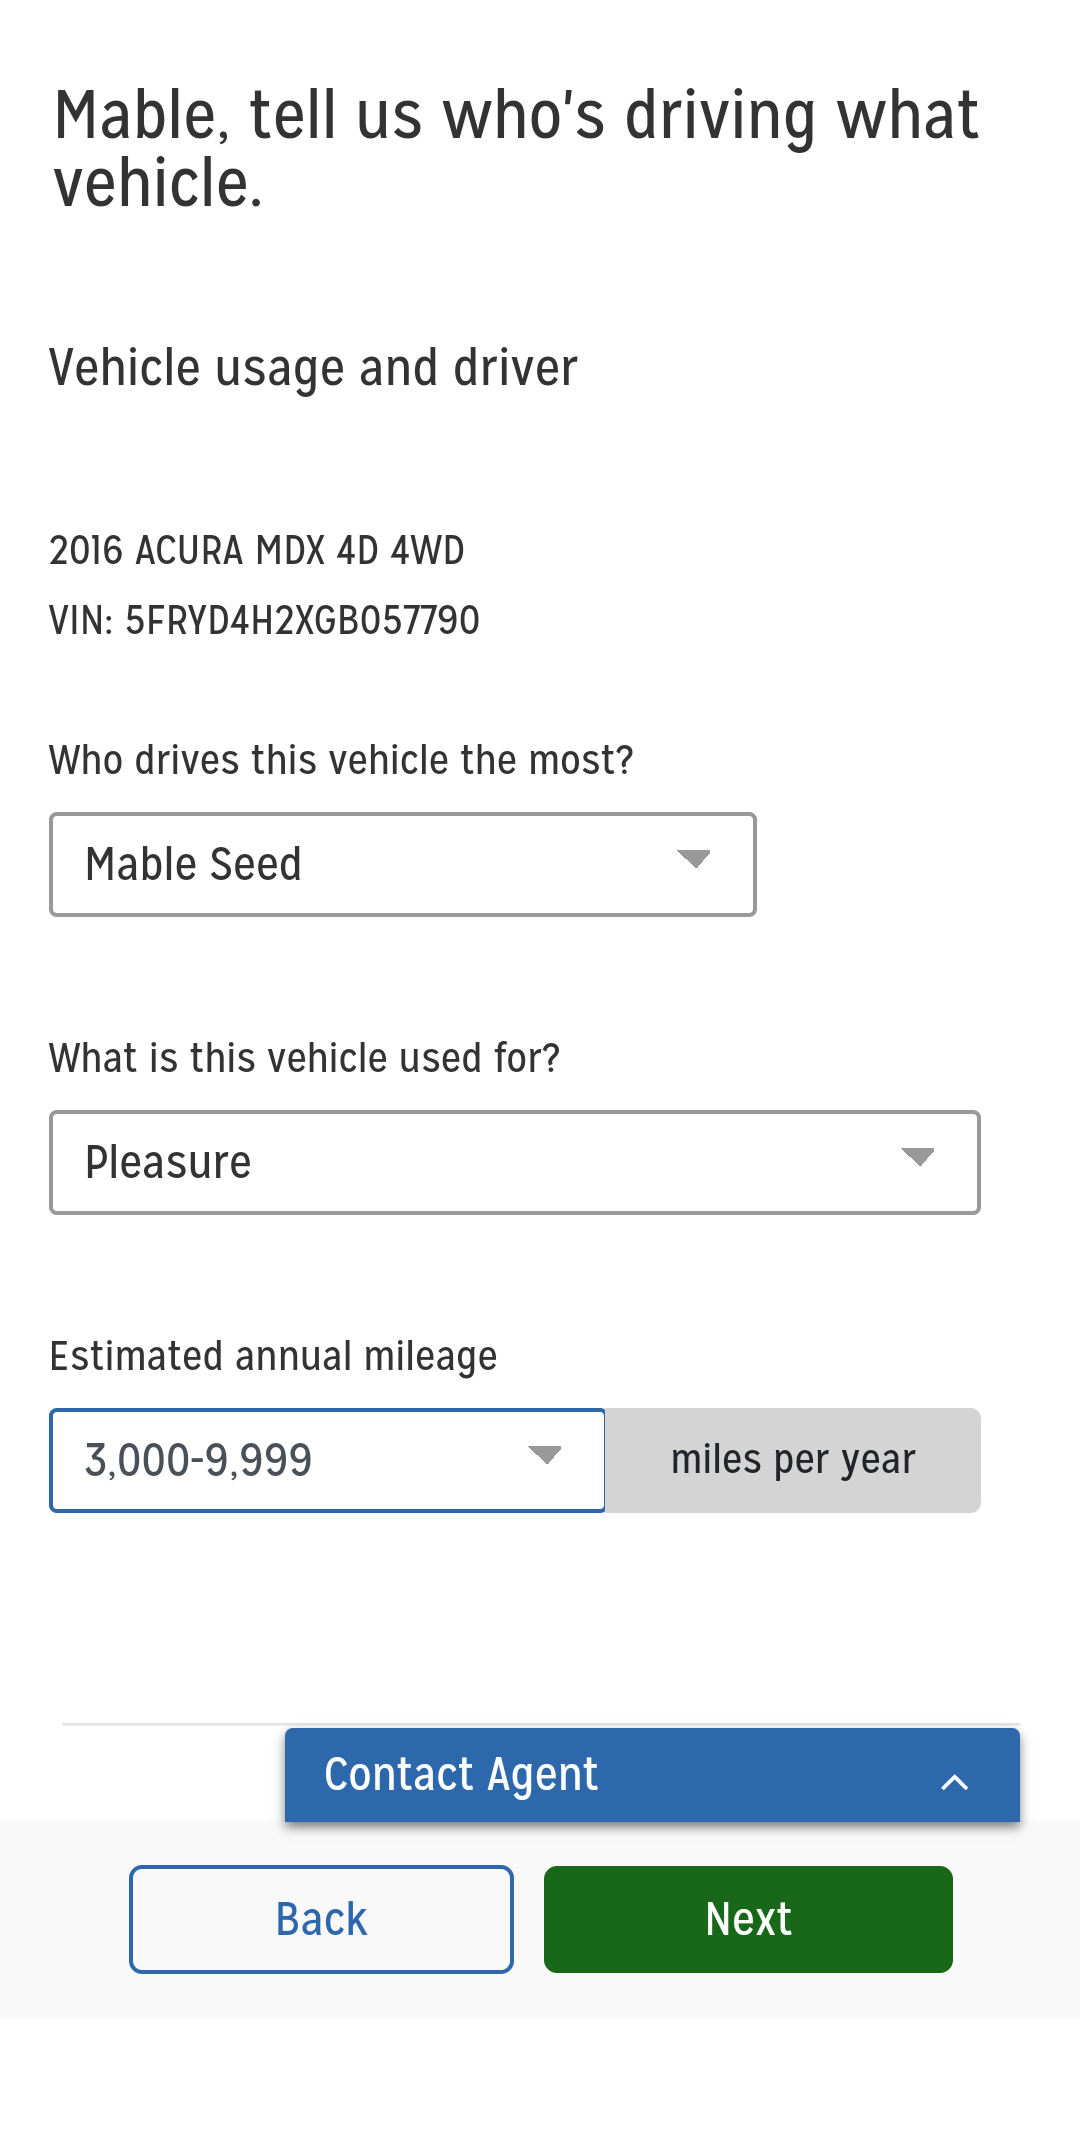 Mable, tell us who's driving what
vehicle.
Vehicle usage and driver
2016 ACURA MDX 4D 4WD
VIN: 5FRYD4H2XGB057790
Who drives this vehicle the most?
Mable Seed
What is this vehicle used for?
Pleasure
Estimated annual mileage
3,000-9,999 miles per year
Contact Agent
Back Next